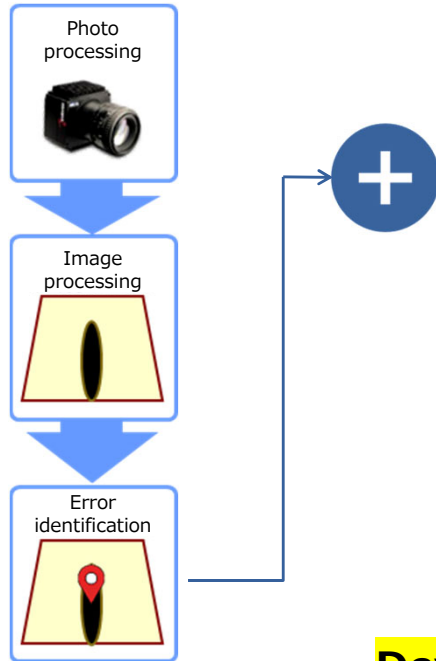 Photo
processing
Image
processing
Error
identification